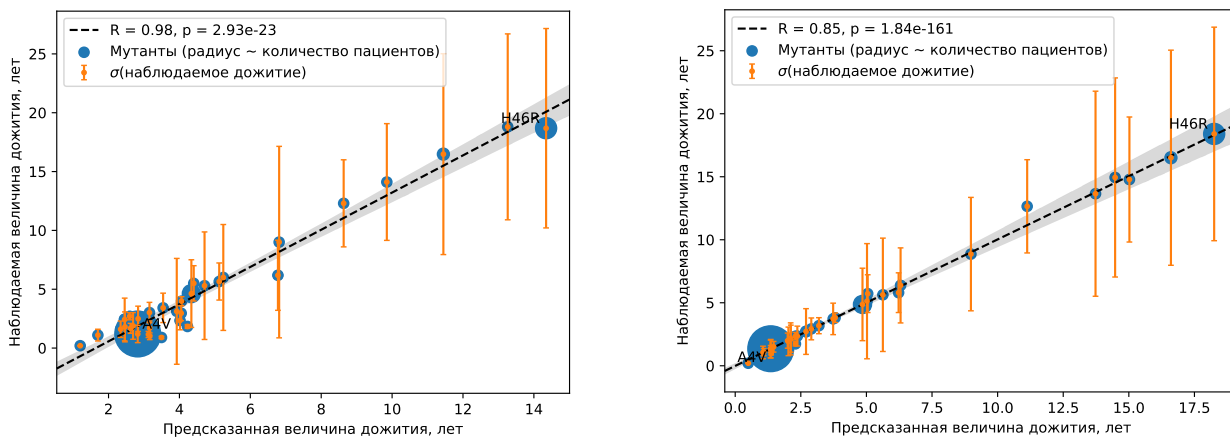 R = 0.98, p = 2.93e-23
Мутанты (радиус ~ количество пациентов)
σ(наблюдаемое дожитие)
H46R
A4V
25
20
15
10
5
0
2
4
6
8
10
12
14
Наблюдаемая величина дожития, лет
Предсказанная величина дожития, лет
R = 0.85, p = 1.84e-161
Мутанты (радиус ~ количество пациентов)
σ(наблюдаемое дожитие)
H46R
A4V
25
20
15
10
5
0
0.0
2.5
5.0
7.5
10.0
12.5
15.0
17.5
Наблюдаемая величина дожития, лет
Предсказанная величина дожития, лет